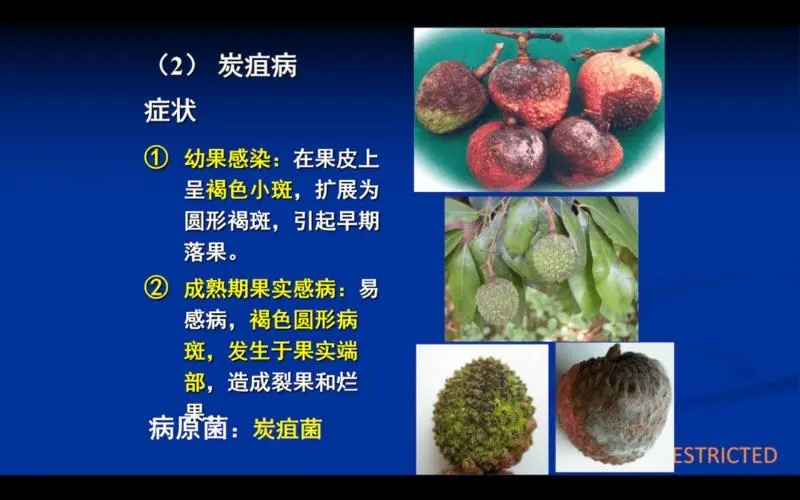 （2） 炭疽病
症状
① 幼果感染：在果皮上
呈褐色小斑，扩展为
圆形褐斑，引起早期
落果。
② 成熟期果实感病：易
感病，褐色圆形病
斑，发生于果实端
部，造成裂果和烂
果。
病原菌：炭疽菌
ESTRICTED